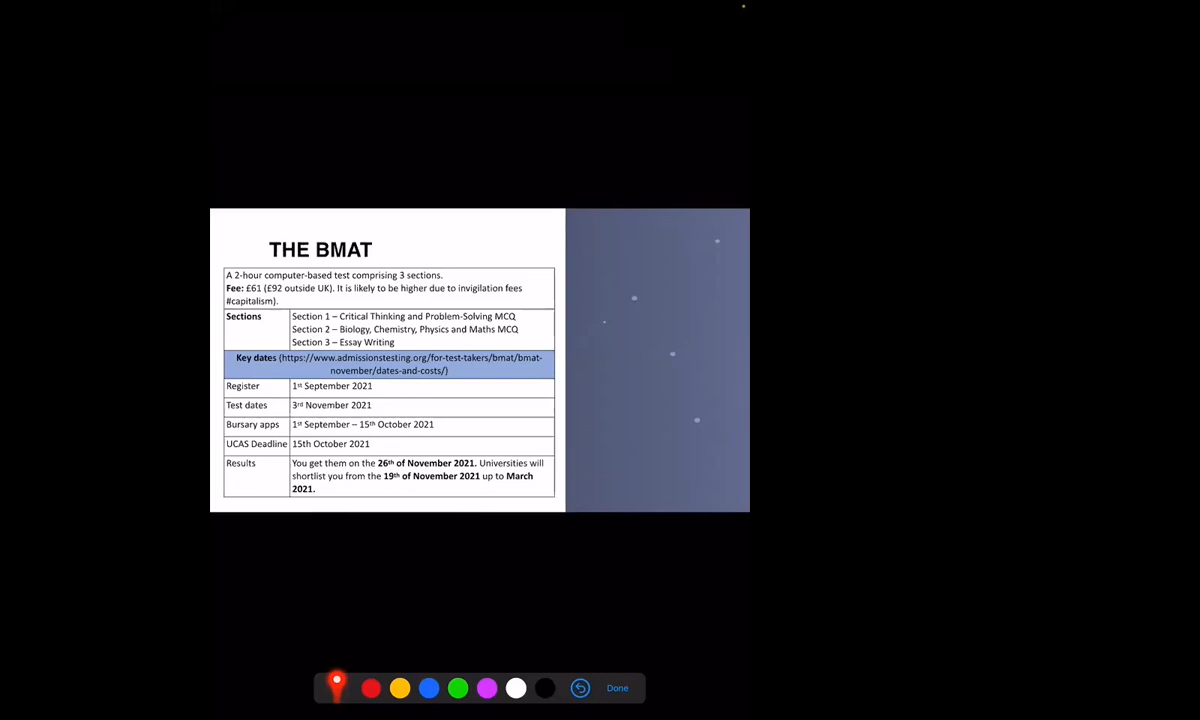 THE BMAT
A 2-hour computer-based test comprising 3 sections.
Fee: £61 (£92 outside UK). It is likely to be higher due to invigilation fees
#capitalism).
Sections
Section 1 – Critical Thinking and Problem-Solving MCQ
Section 2 – Biology, Chemistry, Physics and Maths MCQ
Section 3 – Essay Writing
Key dates (https://www.admissionstesting.org/for-test-takers/bmat/bmat-
november/dates-and-costs/)
Register 1st September 2021
Test dates 3rd November 2021
Bursary apps 1st September – 15th October 2021
UCAS Deadline 15th October 2021
Results You get them on the 26th of November 2021. Universities will
shortlist you from the 19th of November 2021 up to March
2021.
Done